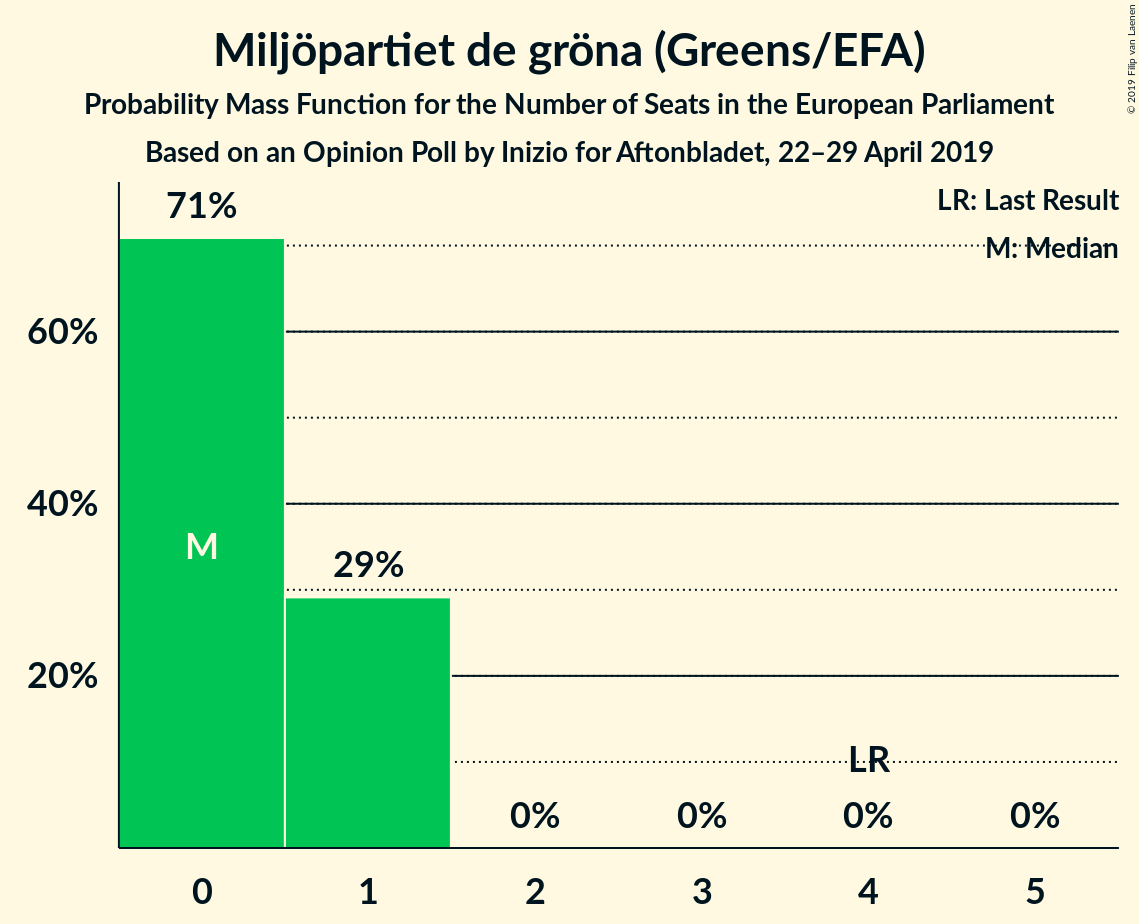 Miljöpartiet de gröna (Greens/EFA)
Probability Mass Function for the Number of Seats in the European Parliament
Based on an Opinion Poll by Inizio for Aftonbladet, 22–29 April 2019
© 2019 Filip van Laenen
LR: Last Result
M: Median
71%
60%
40%
M
29%
20%
LR
0% 0% 0% 0%
0 1 2 3 4 5